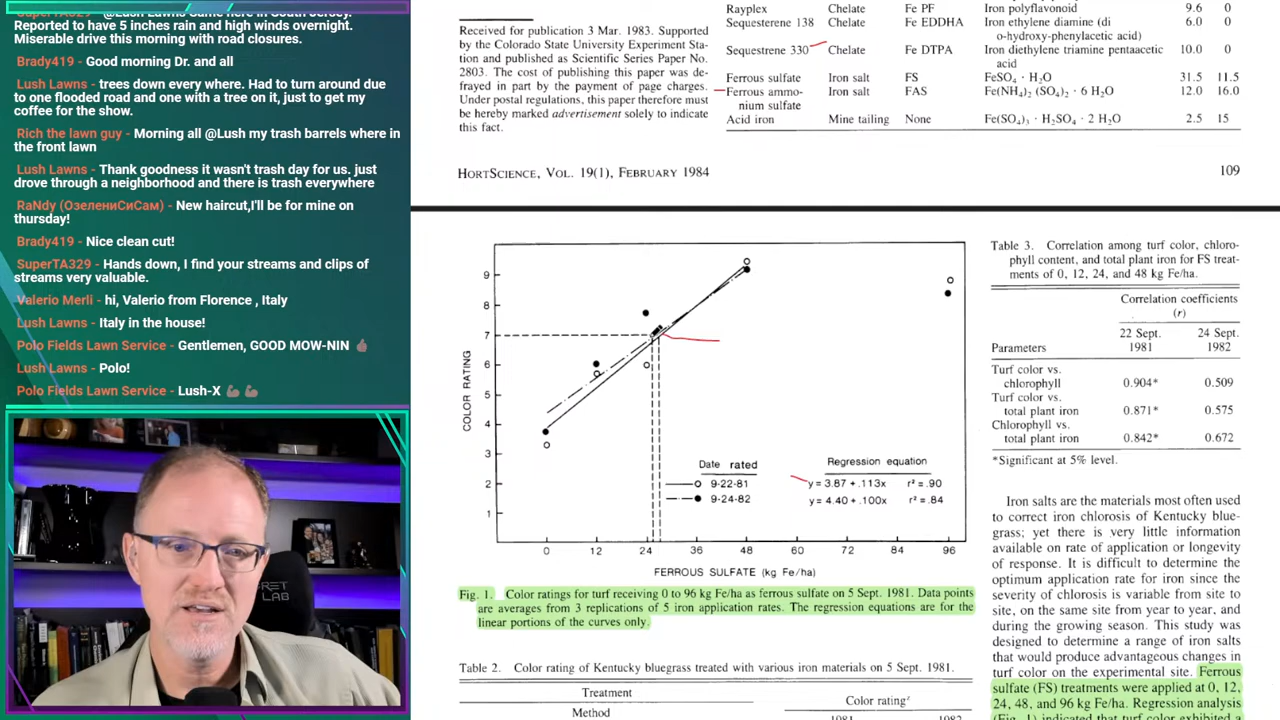 SuperTA329 - @Lush Lawns Same here in South Jersey.
Reported to have 5 inches rain and high winds overnight.
Miserable drive this morning with road closures.
Brady419 - Good morning Dr. and all
Lush Lawns - trees down every where. Had to turn around due
to one flooded road and one with a tree on it, just to get my
coffee for the show.
Rich the lawn guy - Morning all @Lush my trash barrels where in
the front lawn
Lush Lawns - Thank goodness it wasn't trash day for us. just
drove through a neighborhood and there is trash everywhere
RaNdy (ОзелениСиСам) - New haircut,I'll be for mine on
thursday!
Brady419 - Nice clean cut!
SuperTA329 - Hands down, I find your streams and clips of
streams very valuable.
Valerio Merli - hi, Valerio from Florence , Italy
Lush Lawns - Italy in the house!
Polo Fields Lawn Service - Gentlemen, GOOD MOW-NIN 👍🏽
Lush Lawns - Polo!
Polo Fields Lawn Service - Lush-X 💪🏽 💪🏽
Received for publication 3 Mar. 1983. Supported
by the Colorado State University Experiment Sta-
tion and published as Scientific Series Paper No.
2803. The cost of publishing this paper was de-
frayed in part by the payment of page charges.
Under postal regulations, this paper therefore must
be hereby marked advertisement solely to indicate
this fact.
Rayplex Chelate Fe PF Iron polyflavonoid 9.6 0
Sequesterene 138 Chelate Fe EDDHA Iron ethylene diamine (di 6.0 0
o-hydroxy-phenylacetic acid)
Sequestrene 330 Chelate Fe DTPA Iron diethylene triamine pentaacetic 10.0 0
acid
Ferrous sulfate Iron salt FS FeSO₄ · H₂O 31.5 11.5
Ferrous ammo- Iron salt FAS Fe(NH₄)₂ (SO₄)₂ · 6 H₂O 12.0 16.0
nium sulfate
Acid iron Mine tailing None Fe(SO₄)₃ · H₂SO₄ · 2 H₂O 2.5 15
HORTSCIENCE, VOL. 19(1), FEBRUARY 1984 109
COLOR RATING
9
8
7
6
5
4
3
2
1
Date rated Regression equation
9-22-81 y= 3.87 +.113x r²=.90
9-24-82 y= 4.40 +.100x r²=.84
0 12 24 36 48 60 72 84 96
FERROUS SULFATE (kg Fe/ha)
Fig. 1. Color ratings for turf receiving 0 to 96 kg Fe/ha as ferrous sulfate on 5 Sept. 1981. Data points
are averages from 3 replications of 5 iron application rates. The regression equations are for the
linear portions of the curves only.
Table 2. Color rating of Kentucky bluegrass treated with various iron materials on 5 Sept. 1981.
Treatment
Color ratingᶻ
Method
1981 1982
Table 3. Correlation among turf color, chloro-
phyll content, and total plant iron for FS treat-
ments of 0, 12, 24, and 48 kg Fe/ha.
Correlation coefficients
(r)
22 Sept. 24 Sept.
Parameters 1981 1982
Turf color vs.
chlorophyll 0.904* 0.509
Turf color vs.
total plant iron 0.871* 0.575
Chlorophyll vs.
total plant iron 0.842* 0.672
*Significant at 5% level.
Iron salts are the materials most often used
to correct iron chlorosis of Kentucky blue-
grass; yet there is very little information
available on rate of application or longevity
of response. It is difficult to determine the
optimum application rate for iron since the
severity of chlorosis is variable from site to
site, on the same site from year to year, and
during the growing season. This study was
designed to determine a range of iron salts
that would produce advantageous changes in
turf color on the experimental site. Ferrous
sulfate (FS) treatments were applied at 0, 12,
24, 48, and 96 kg Fe/ha. Regression analysis
(Fig. 1) indicated that turf color exhibited a